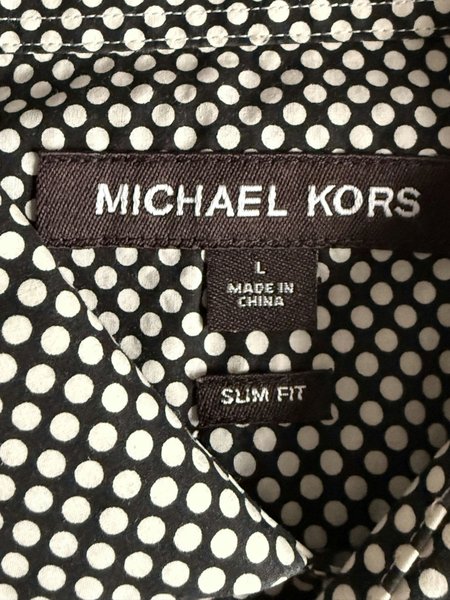 MICHAEL KORS
L
MADE IN
CHINA
SLIM FIT